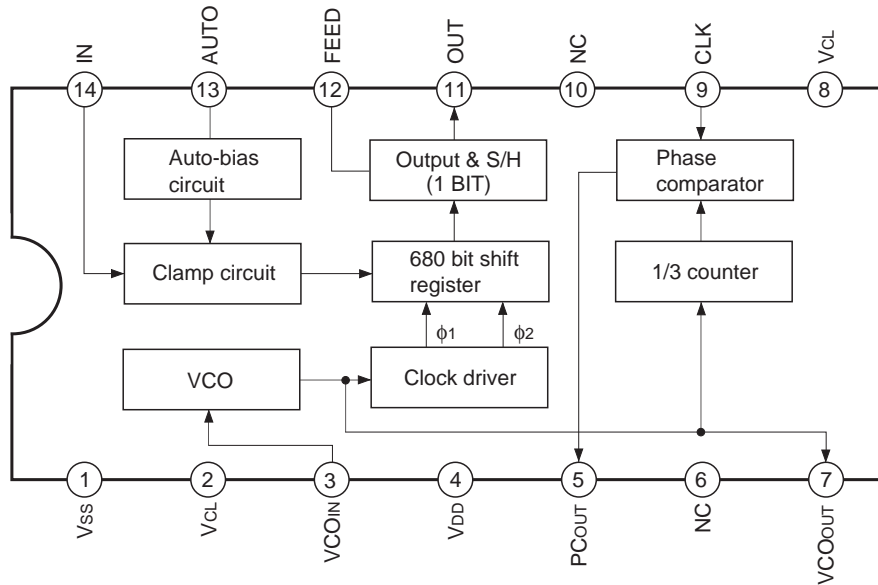 IN
AUTO
FEED
OUT
NC
CLK
VCL
14
13
12
11
10
9
8
Auto-bias
circuit
Output & S/H
(1 BIT)
Phase
comparator
Clamp circuit
680 bit shift
register
1/3 counter
ϕ1
ϕ2
VCO
Clock driver
1
2
3
4
5
6
7
VSS
VCL
VCOIN
VDD
PCOUT
NC
VCOOUT